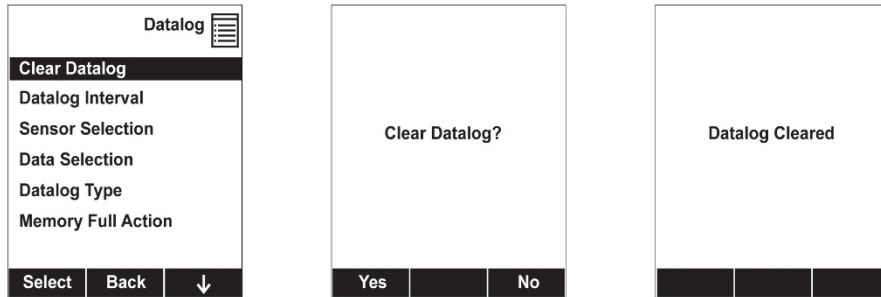 Datalog
Clear Datalog
Datalog Interval
Sensor Selection
Data Selection
Datalog Type
Memory Full Action
Select Back ↓
Clear Datalog?
Yes No
Datalog Cleared